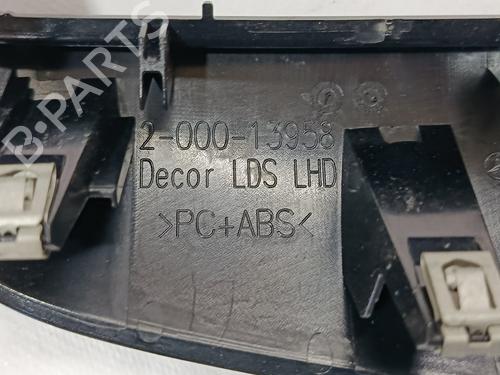 B-PARTS
2-000-13958
Decor LDS LHD
>PC+ABS<